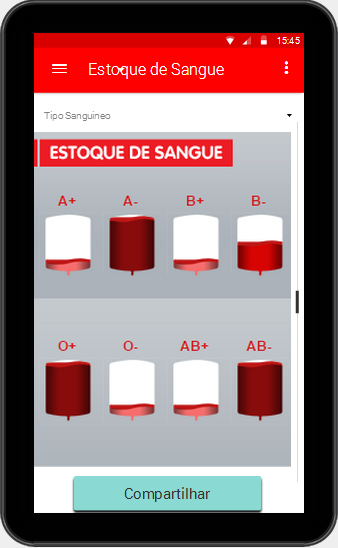 15:45
Estoque de Sangue
Tipo Sanguineo
ESTOQUE DE SANGUE
A+ A- B+ B-
O+ O- AB+ AB-
Compartilhar